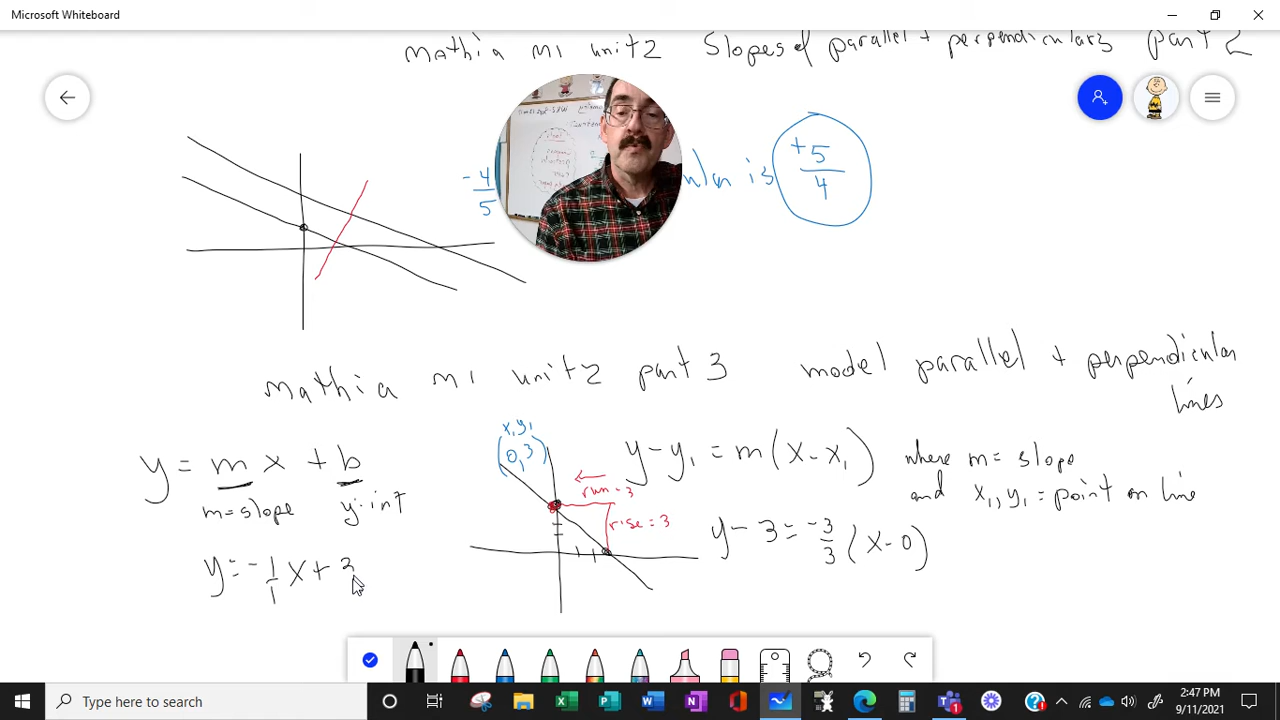 Microsoft Whiteboard
mathia m1 unit2 Slopes of parallel + perpendiculars part 2
-4
5
is +5
4
mathia m1 unit2 part 3 model parallel + perpendicular
lines
y = mx + b
m=slope y-int
y = -1/1 x + 3
x,y1
(0,3)
run=3
rise=3
y-y1 = m(x-x1) where m= slope
and x1,y1 = point on line
y-3 = -3/3 (x-0)
Type here to search
2:47 PM
9/11/2021